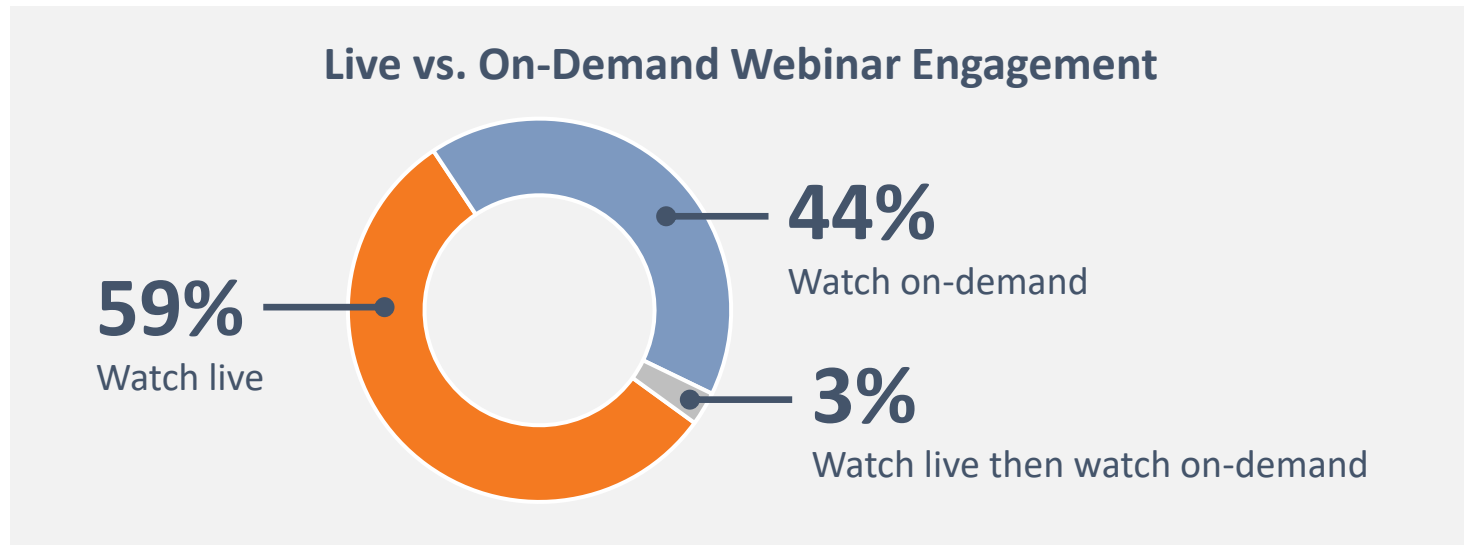 Live vs. On-Demand Webinar Engagement
44%
Watch on-demand
59%
Watch live
3%
Watch live then watch on-demand